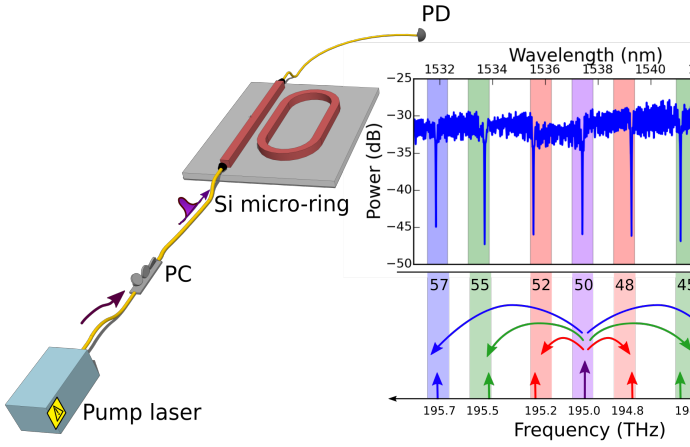 PD
Si micro-ring
PC
Pump laser
Wavelength (nm)
1532 1534 1536 1538 1540
Power (dB)
−25
−30
−35
−40
−45
−50
57 55 52 50 48 45
195.7 195.5 195.2 195.0 194.8
Frequency (THz)